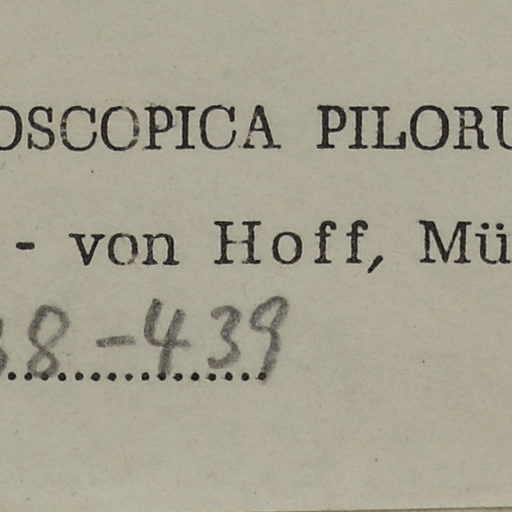 OSCOPICA PILORU
- von Hoff, Mü
38-439